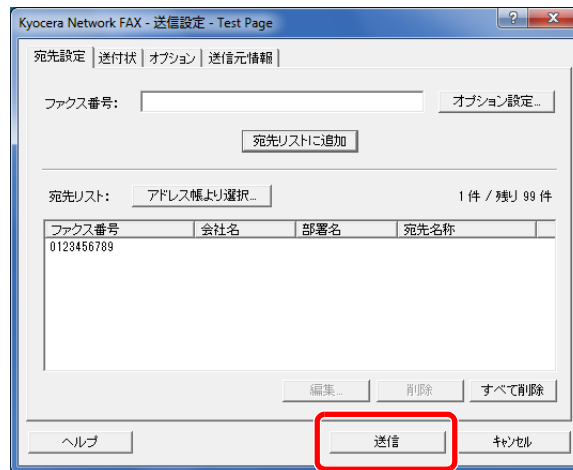 Kyocera Network FAX - 送信設定 - Test Page
宛先設定 送付状 オプション 送信元情報
ファクス番号: オプション設定...
宛先リストに追加
宛先リスト: アドレス帳より選択... 1 件 / 残り 99 件
ファクス番号 会社名 部署名 宛先名称
0123456789
編集... 削除 すべて削除
ヘルプ 送信 キャンセル